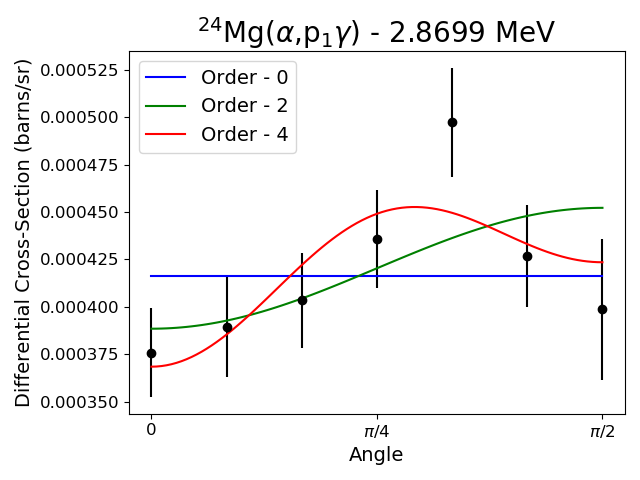 ²⁴Mg(α,p₁γ) - 2.8699 MeV
Order - 0
Order - 2
Order - 4
Differential Cross-Section (barns/sr)
0.000525
0.000500
0.000475
0.000450
0.000425
0.000400
0.000375
0.000350
0 π/4 π/2
Angle